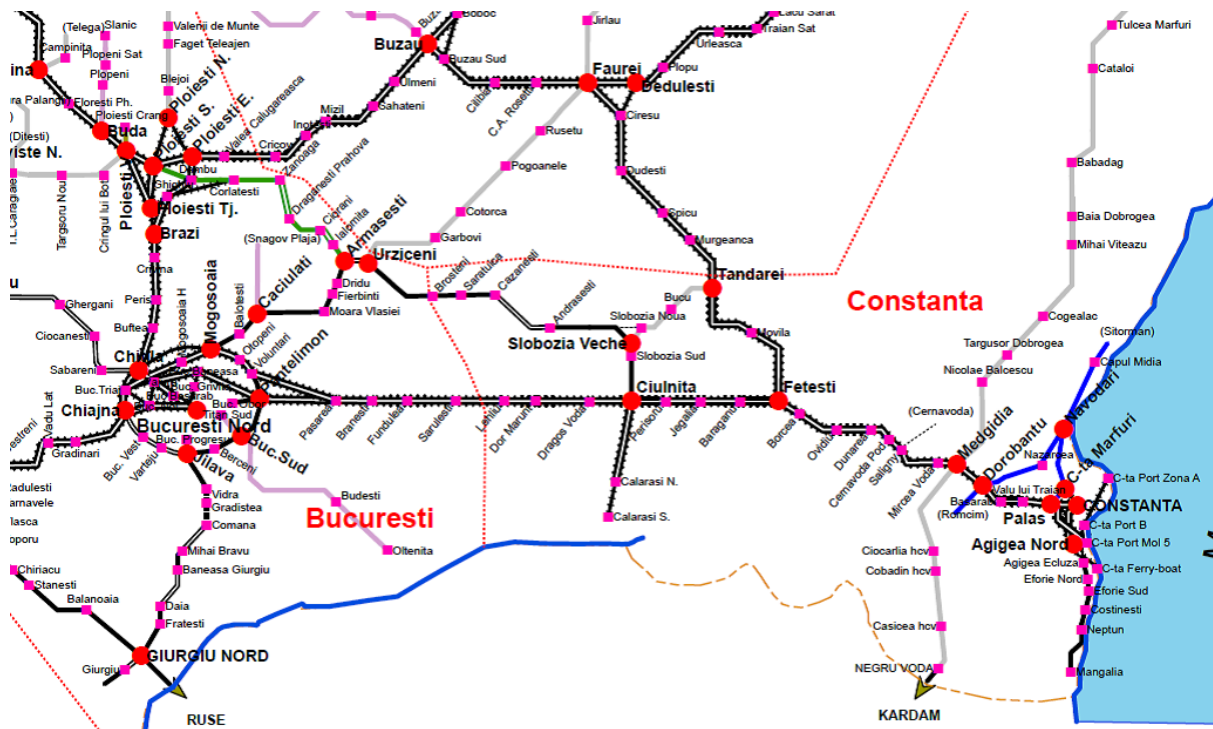 (Telega)
Slanic
Valenii de Munte
Boboc
Jirlau
Lacu Sarat
Tulcea Marfuri
Campinita
Plopeni Sat
Faget Teleajen
Buzau
Buzau Sud
Urleasca
Traian Sat
Plopeni
Blejoi
Ulmeni
Faurei
Plopu
Cataloi
Floresti Ph.
Ploiesti Crang
Ploiesti N.
Cilibia
C.A. Rosetti
Dedulesti
Buda
Ploiesti S.
Ploiesti E.
Valea Calugareasca
Mizil
Sahateni
Ciresu
(Ditesti)
Cricov
Rusetu
Targsoru Nou
Cringul lui Bot
Dambu
Corlatesti
Zanoaga
Draganesti Prahova
Pogoanele
Dudesti
Babadag
Ploiesti Tj.
Ciorani
Ialomita
Cotorca
Spicu
Baia Dobrogea
Brazi
(Snagov Plaja)
Armasesti
Urziceni
Garbovi
Murgeanca
Mihai Viteazu
Crivina
Dridu
Fierbinti
Brosteni
Saratuica
Cazanesti
Tandarei
Constanta
Ghergani
Peris
Mogosoaia H
Mogosoaia
Balotesti
Caciulati
Moara Vlasiei
Andrasesti
Slobozia Noua
Bucu
Cogealac
Ciocanesti
Buftea
Otopeni
Voluntari
Slobozia Veche
Movila
Targusor Dobrogea
(Sitorman)
Sabareni
Chitila
Baneasa
Pantelimon
Slobozia Sud
Nicolae Balcescu
Capul Midia
Vadu Lat
Buc.Triaj
Buc.Obor
Ciulnita
Fetesti
Chiajna
Bucuresti Nord
Titan Sud
Pasarea
Branesti
Fundulea
Sarulesti
Lehliu
Dor Marunt
Dragos Voda
Perisoru
Jegalia
Baraganu
Borcea
Ovidiu
Dunarea
Cernavoda Pod
Saligny
(Cernavoda)
Mircea Voda
Medgidia
Dorobantu
Navodari
Gradinari
Buc. Vest
Varteju
Buc. Progresu
Jilava
Berceni
Buc.Sud
Nazarcea
C-ta Marfuri
C-ta Port Zona A
Vidra
Gradistea
Budesti
Calarasi N.
Basarabi
Valu lui Traian
(Romcim)
Palas
CONSTANTA
Comana
Bucuresti
Calarasi S.
C-ta Port B
Agigea Nord
C-ta Port Mol 5
Mihai Bravu
Oltenita
Ciocarlia hcv
Agigea Ecluza
C-ta Ferry-boat
Chiriacu
Stanesti
Baneasa Giurgiu
Cobadin hcv
Eforie Nord
Eforie Sud
Balanoaia
Daia
Costinesti
Fratesti
Casicea hcv
Neptun
GIURGIU NORD
Giurgiu
NEGRU VODA
Mangalia
RUSE
KARDAM